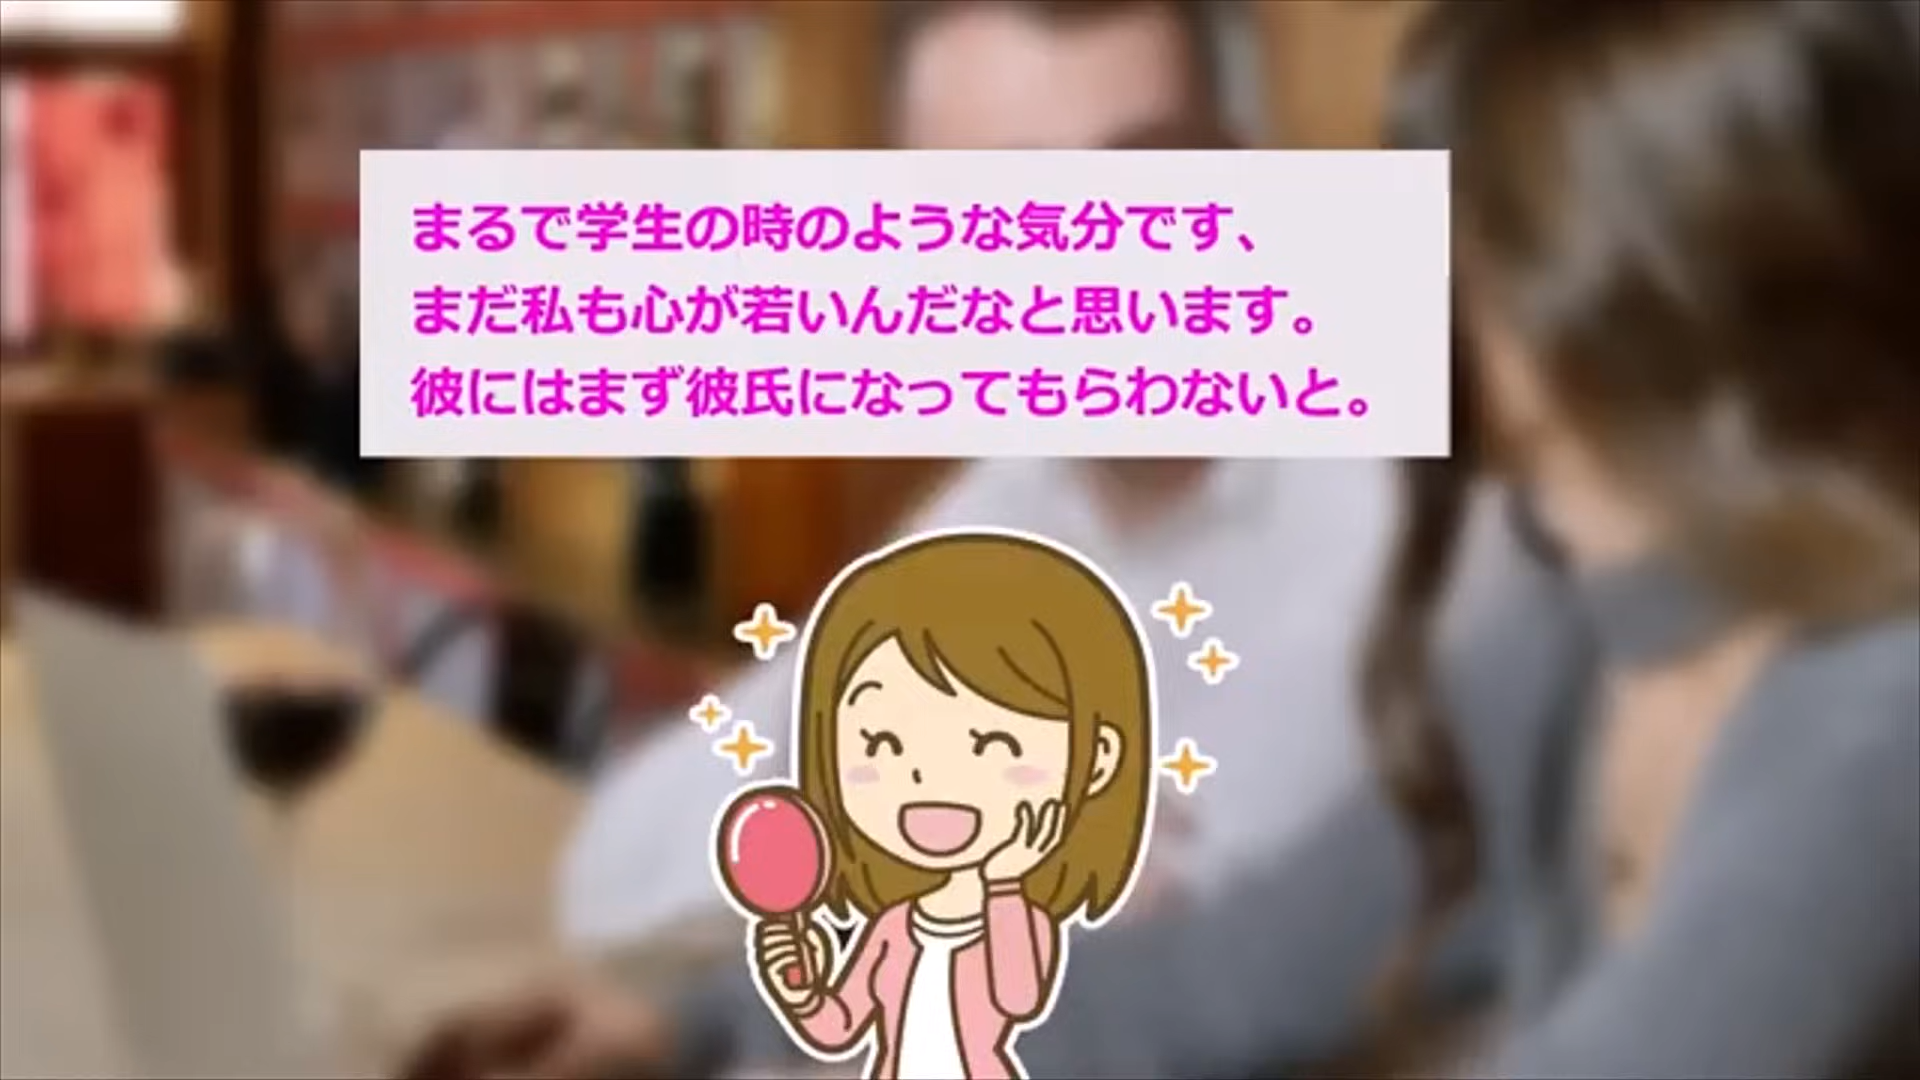 まるで学生の時のような気分です、
まだ私も心が若いんだなと思います。
彼にはまず彼氏になってもらわないと。